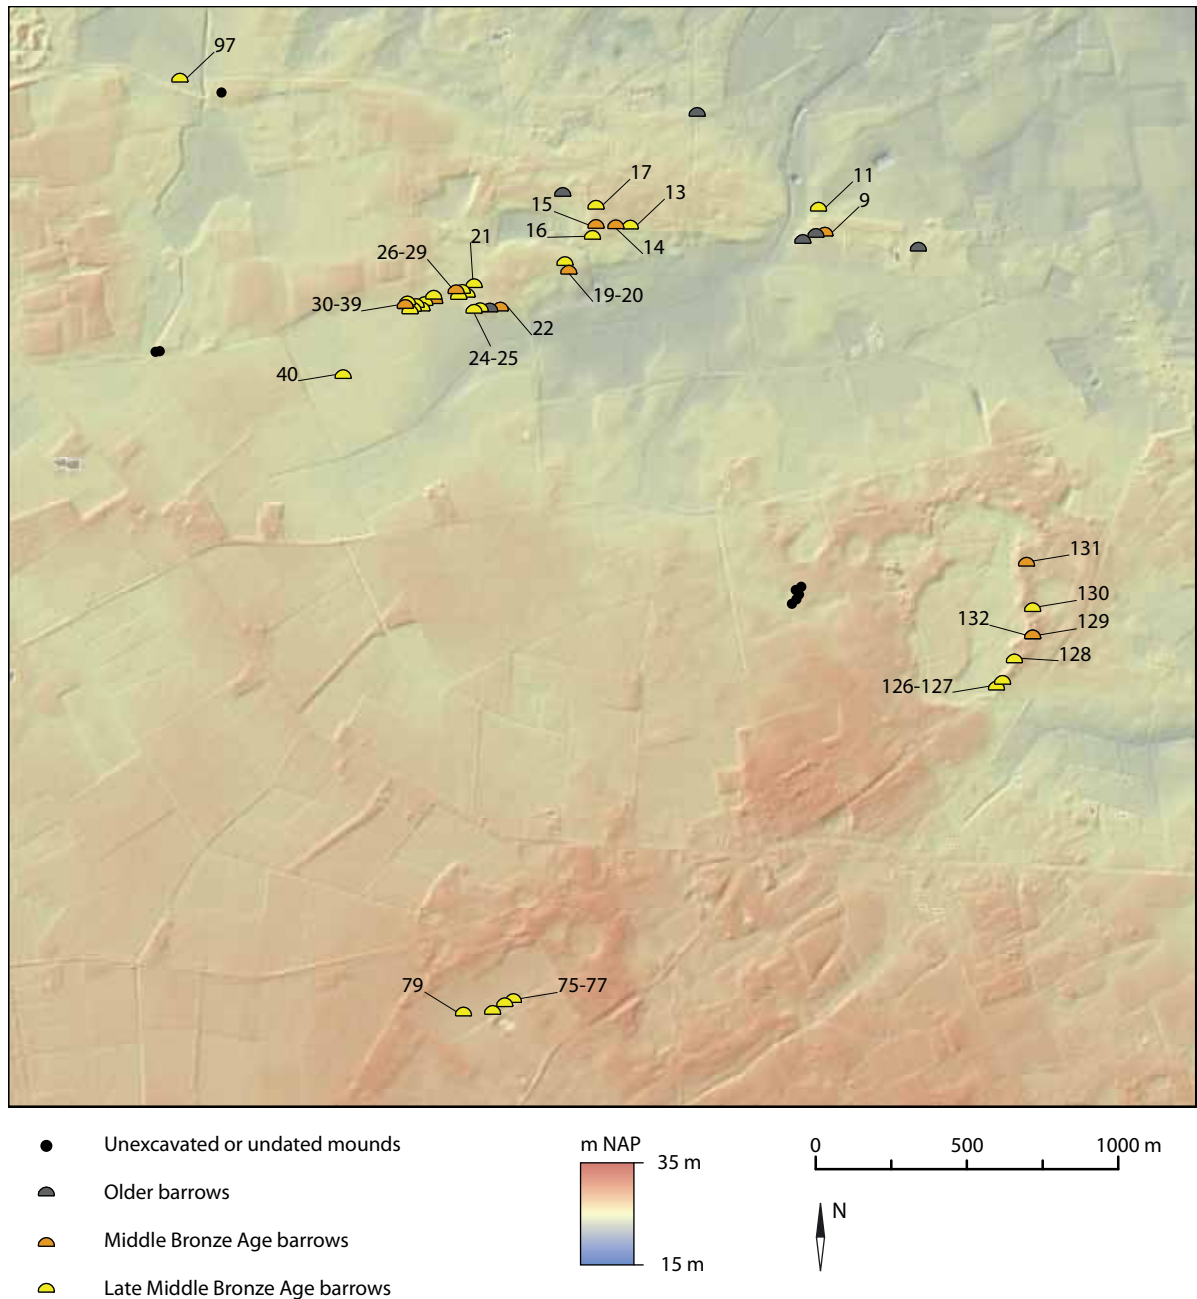 97
17
13
11
15
9
16
14
21
26-29
19-20
30-39
22
24-25
40
131
130
132
129
128
126-127
79
75-77
Unexcavated or undated mounds
Older barrows
Middle Bronze Age barrows
Late Middle Bronze Age barrows
m NAP
35 m
15 m
0 500 1000 m
N